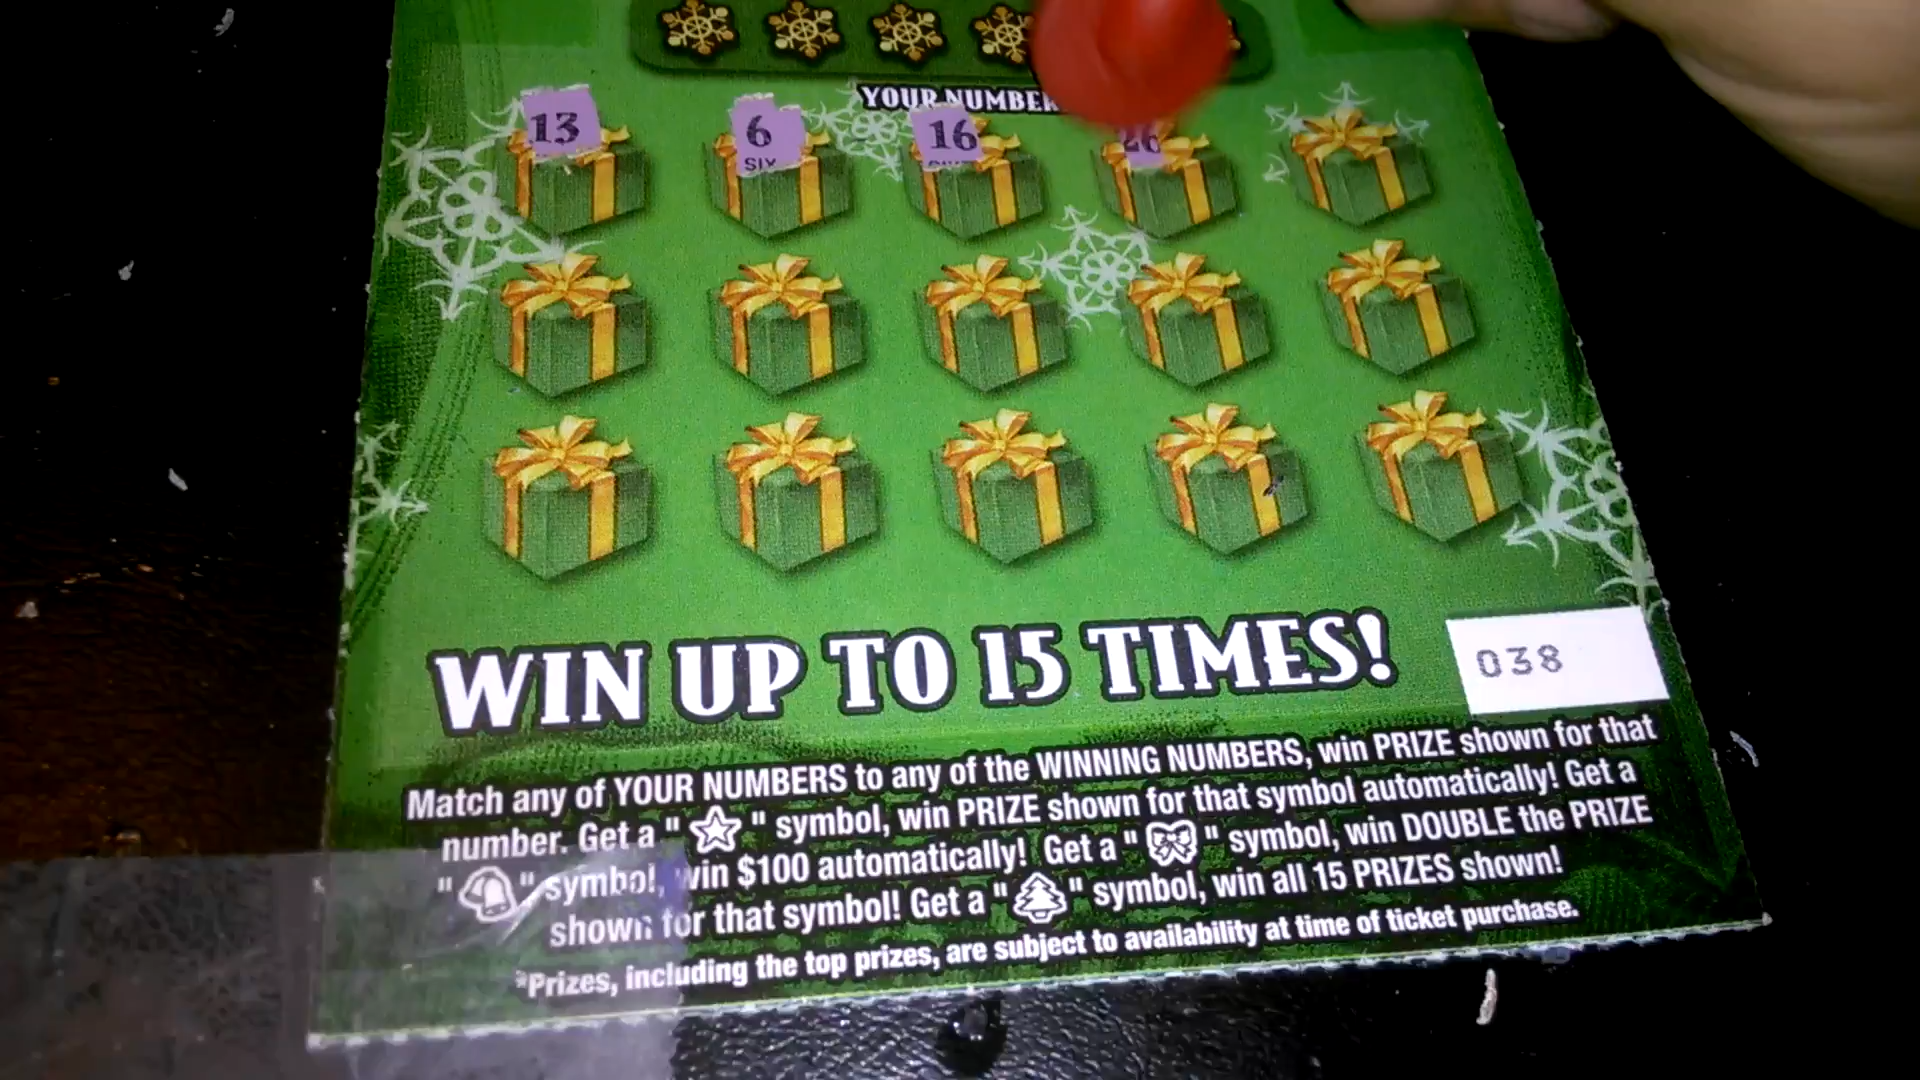 YOUR NUMBER
13 6 16 26
SIX
WIN UP TO 15 TIMES!
038
Match any of YOUR NUMBERS to any of the WINNING NUMBERS, win PRIZE shown for that
number. Get a " " symbol, win PRIZE shown for that symbol automatically! Get a
" " symbol, win $100 automatically! Get a " " symbol, win DOUBLE the PRIZE
shown for that symbol! Get a " " symbol, win all 15 PRIZES shown!
*Prizes, including the top prizes, are subject to availability at time of ticket purchase.